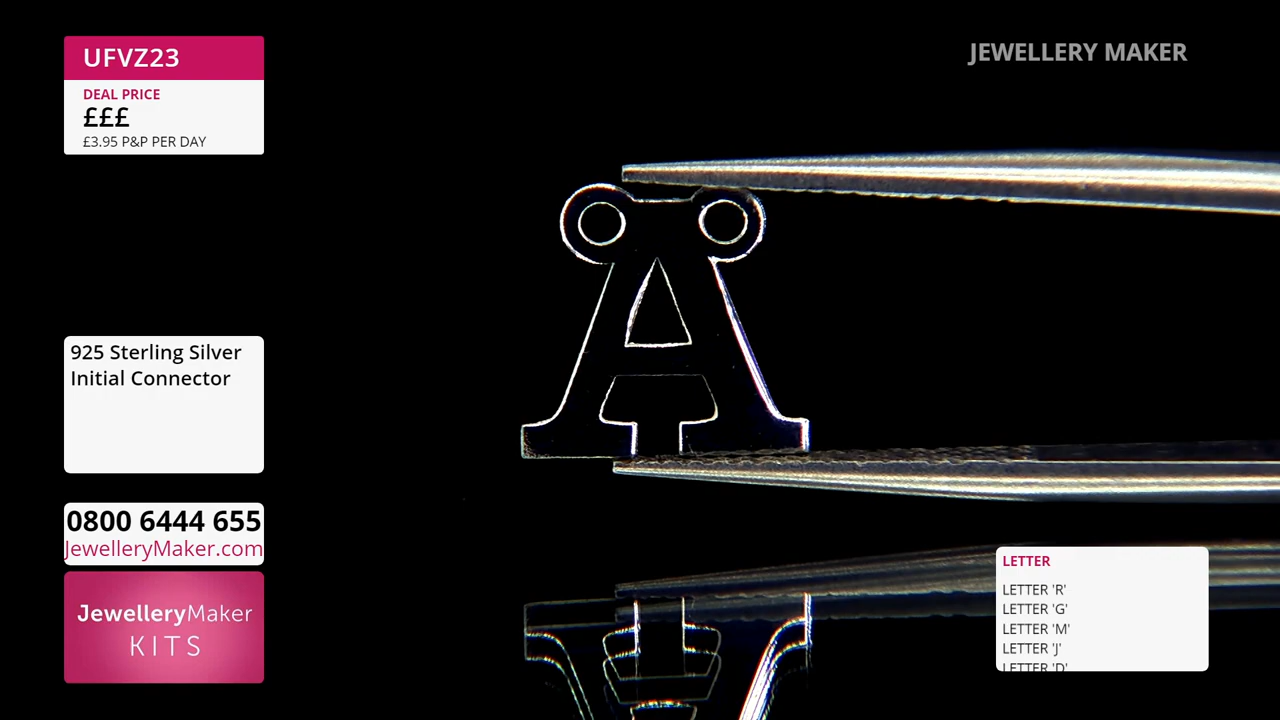 UFVZ23
DEAL PRICE
£££
£3.95 P&P PER DAY
JEWELLERY MAKER
A
925 Sterling Silver
Initial Connector
0800 6444 655
JewelleryMaker.com
JewelleryMaker
KITS
LETTER
LETTER 'R'
LETTER 'G'
LETTER 'M'
LETTER 'J'
LETTER 'D'